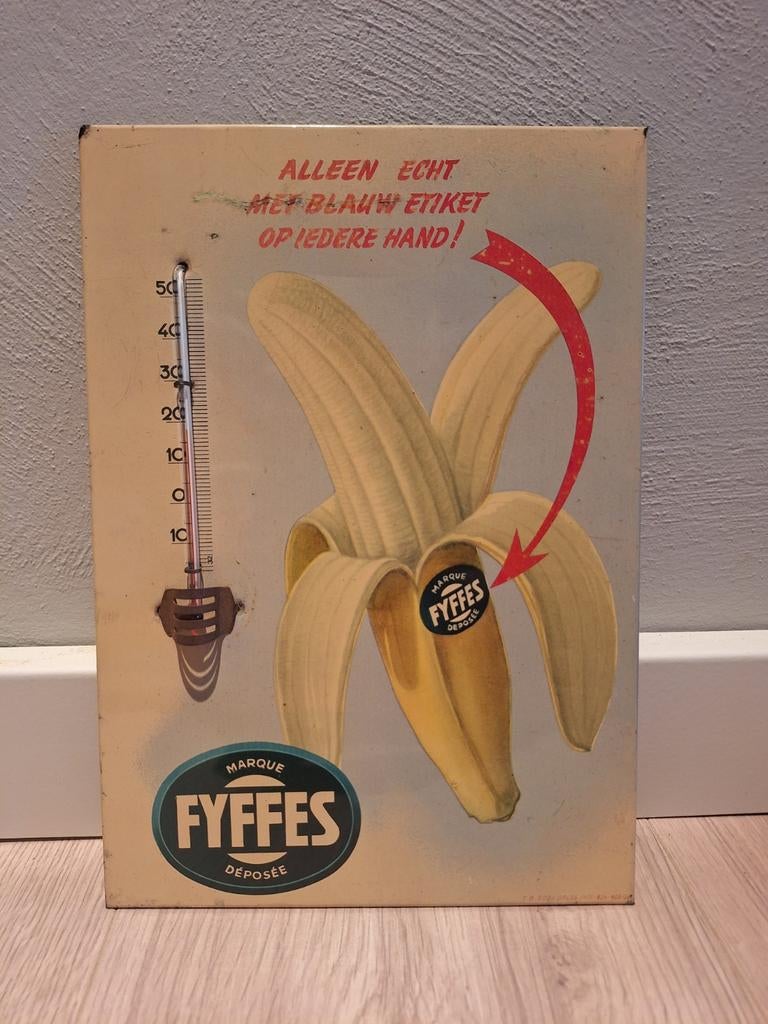 ALLEEN ECHT
MET BLAUW ETIKET
OP IEDERE HAND!
50
40
30
20
10
0
10
MARQUE
FYFFES
DEPOSÉE
MARQUE
FYFFES
DÉPOSÉE